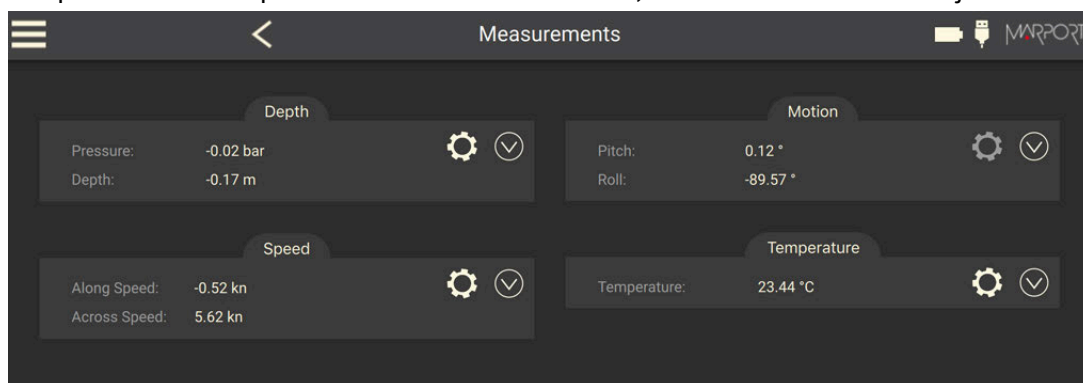 Measurements
MARPORT
Depth
Pressure: -0.02 bar
Depth: -0.17 m
Motion
Pitch: 0.12 °
Roll: -89.57 °
Speed
Along Speed: -0.52 kn
Across Speed: 5.62 kn
Temperature
Temperature: 23.44 °C